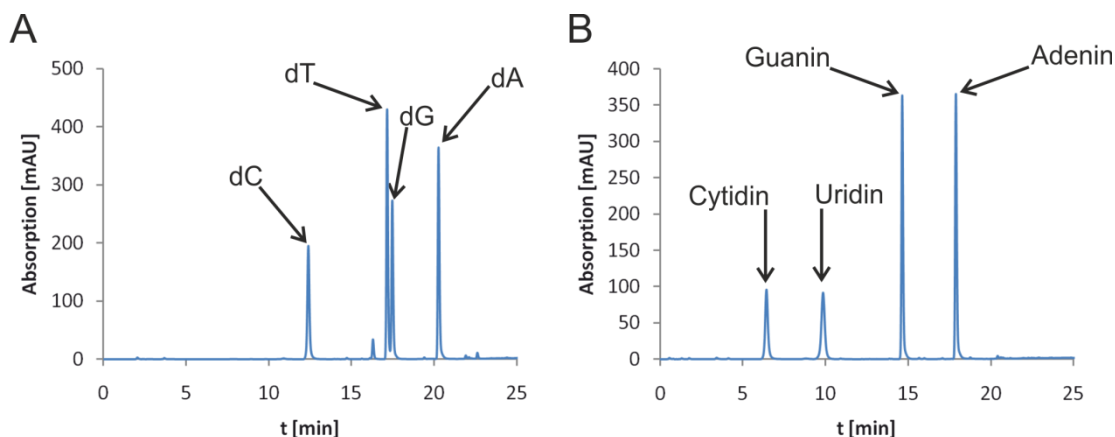 A
dT
dG
dA
dC
Absorption [mAU]
500
400
300
200
100
0
0 5 10 15 20 25
t [min]
B
Guanin
Adenin
Cytidin
Uridin
Absorption [mAU]
400
350
300
250
200
150
100
50
0
0 5 10 15 20 25
t [min]